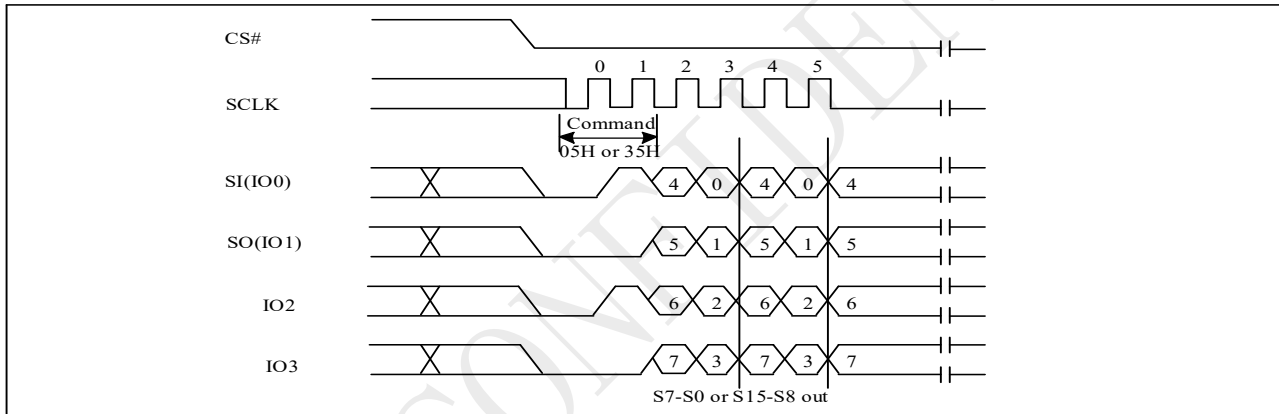 CS#
0 1 2 3 4 5
SCLK
Command
05H or 35H
SI(IO0) 4 0 4 0 4
SO(IO1) 5 1 5 1 5
IO2 6 2 6 2 6
IO3 7 3 7 3 7
S7-S0 or S15-S8 out